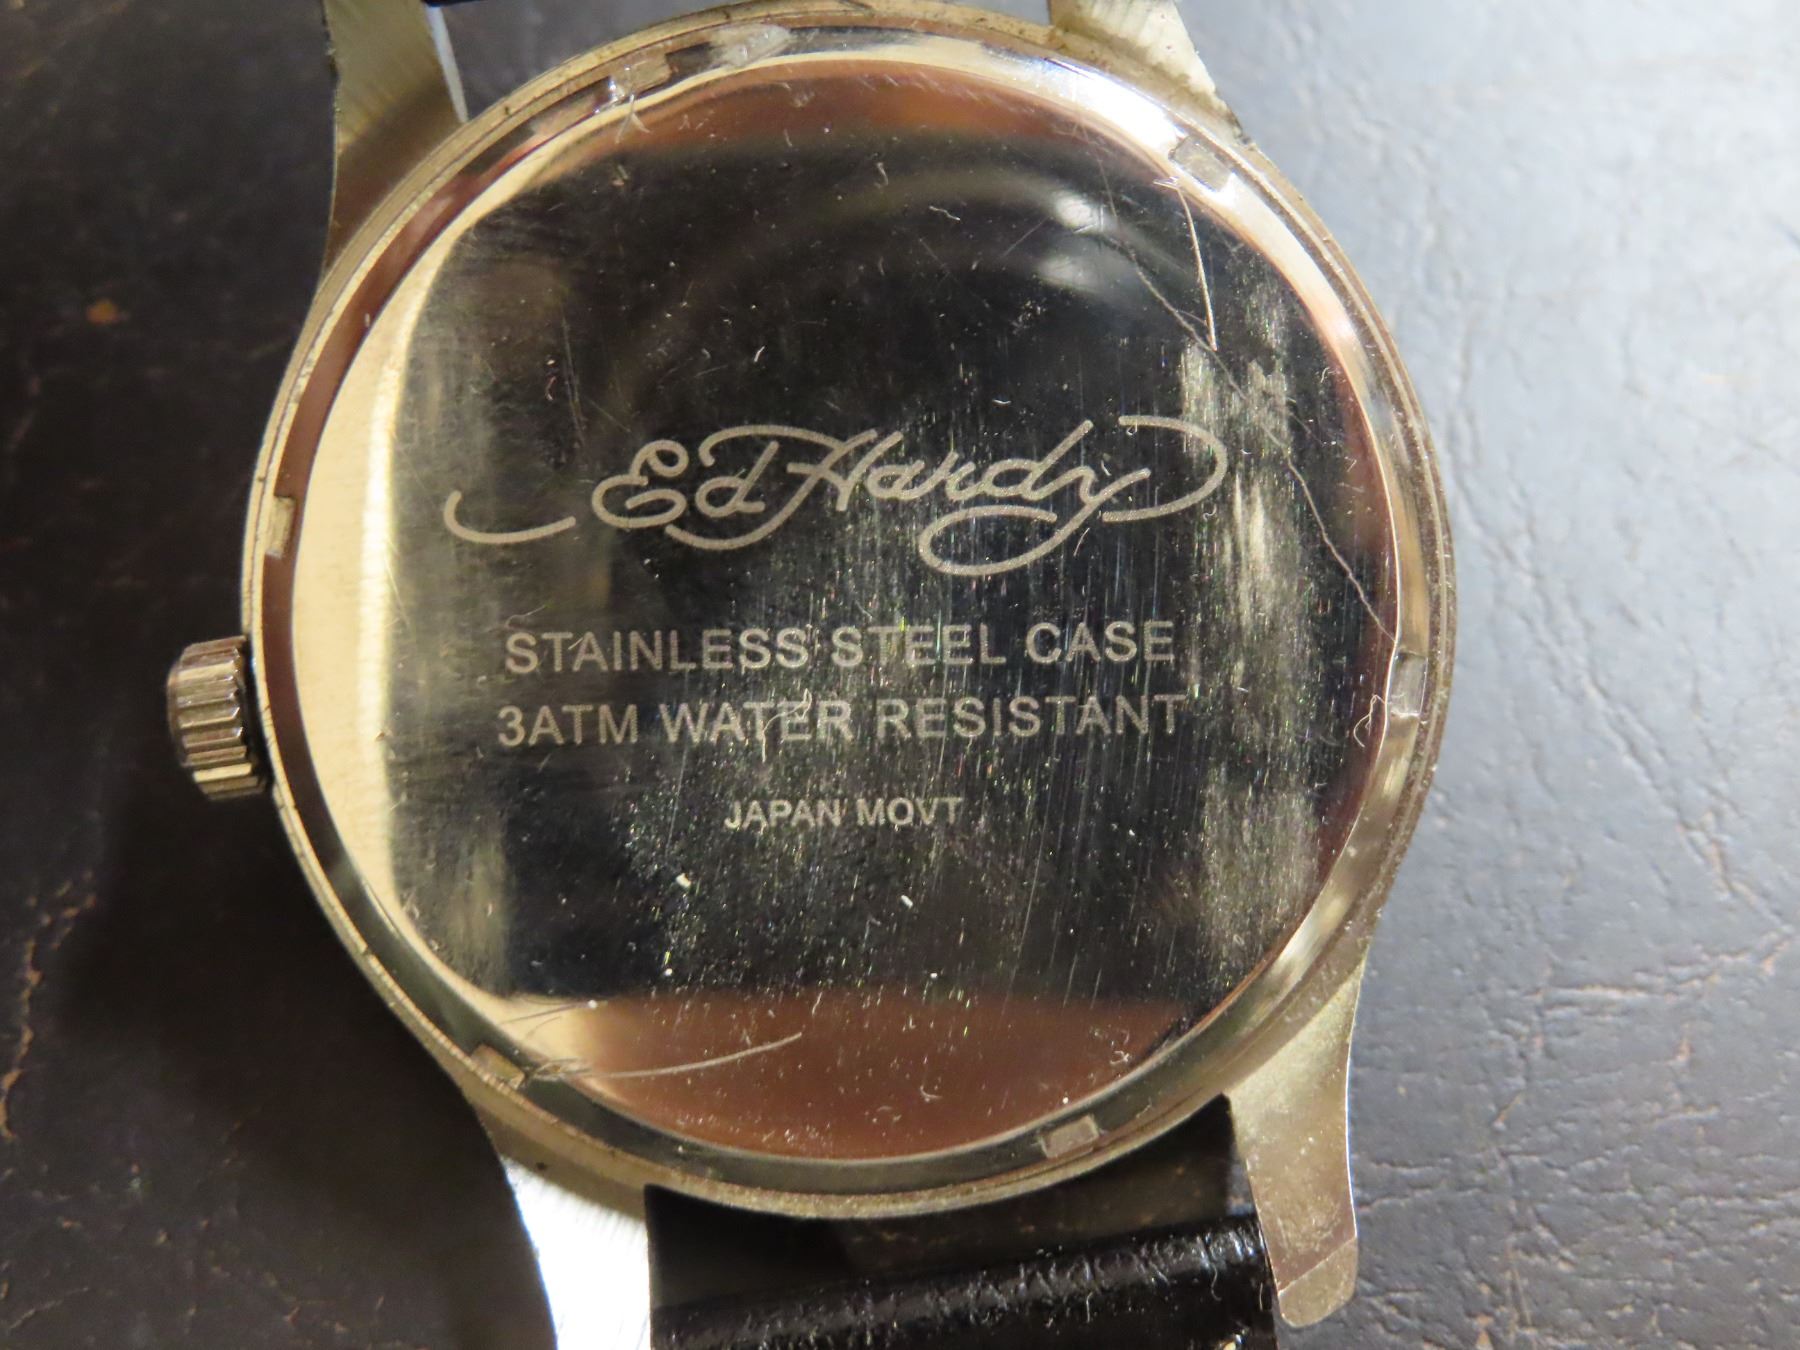 Ed Hardy
STAINLESS STEEL CASE
3ATM WATER RESISTANT
JAPAN MOVT